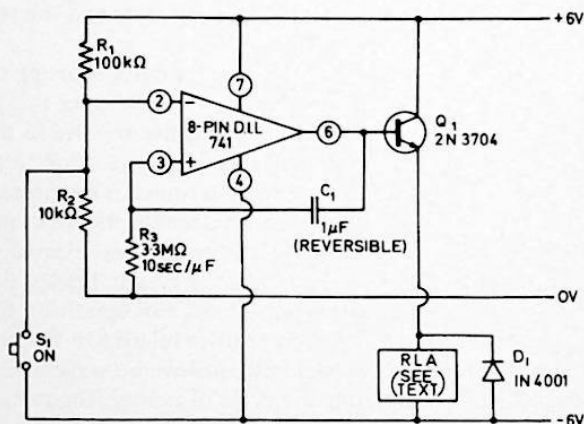 +6V
R1
100kΩ
2
−
7
8-PIN D.I.L
741
6
Q1
2N 3704
3
+
4
R2
10kΩ
C1
1μF
(REVERSIBLE)
R3
3·3MΩ
10SEC/μF
0V
S1
ON
RLA
(SEE
TEXT)
D1
IN 4001
−6V